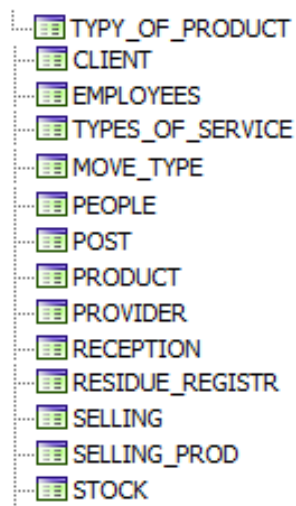 TYPY_OF_PRODUCT
CLIENT
EMPLOYEES
TYPES_OF_SERVICE
MOVE_TYPE
PEOPLE
POST
PRODUCT
PROVIDER
RECEPTION
RESIDUE_REGISTR
SELLING
SELLING_PROD
STOCK